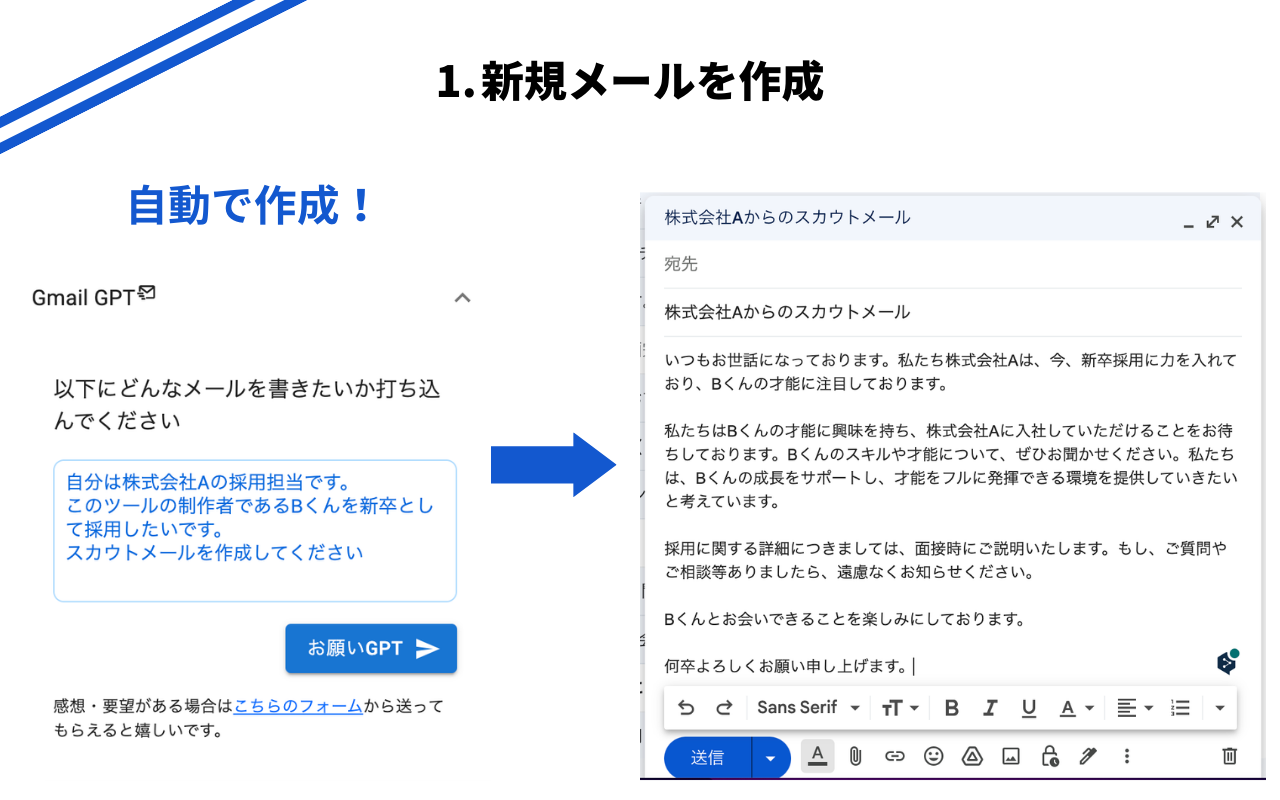 1.新規メールを作成
自動で作成！
Gmail GPT
以下にどんなメールを書きたいか打ち込
んでください
自分は株式会社Aの採用担当です。
このツールの制作者であるBくんを新卒とし
て採用したいです。
スカウトメールを作成してください
お願いGPT
感想・要望がある場合はこちらのフォームから送って
もらえると嬉しいです。
株式会社Aからのスカウトメール
宛先
株式会社Aからのスカウトメール
いつもお世話になっております。私たち株式会社Aは、今、新卒採用に力を入れて
おり、Bくんの才能に注目しております。
私たちはBくんの才能に興味を持ち、株式会社Aに入社していただけることをお待
ちしております。Bくんのスキルや才能について、ぜひお聞かせください。私たち
は、Bくんの成長をサポートし、才能をフルに発揮できる環境を提供していきたい
と考えています。
採用に関する詳細につきましては、面接時にご説明いたします。もし、ご質問や
ご相談等ありましたら、遠慮なくお知らせください。
Bくんとお会いできることを楽しみにしております。
何卒よろしくお願い申し上げます。
Sans Serif
送信